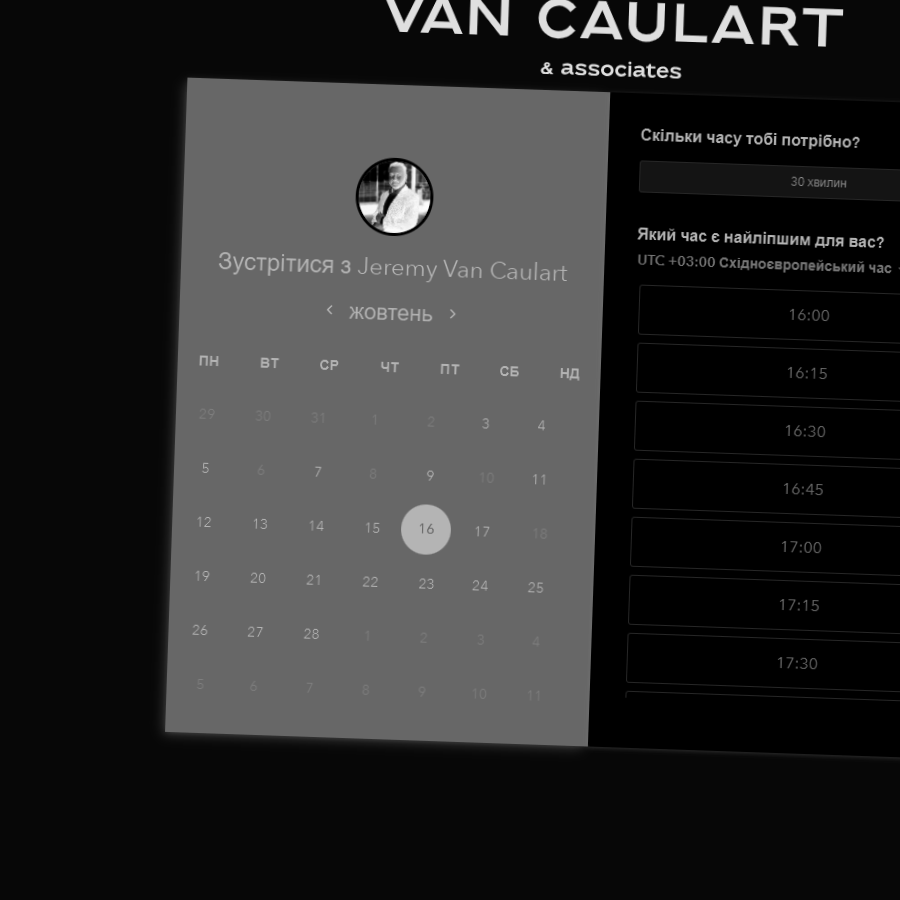 VAN CAULART
& associates
Зустрітися з Jeremy Van Caulart
‹ жовтень ›
ПН ВТ СР ЧТ ПТ СБ НД
29 30 31 1 2 3 4
5 6 7 8 9 10 11
12 13 14 15 16 17 18
19 20 21 22 23 24 25
26 27 28 1 2 3 4
5 6 7 8 9 10 11
Скільки часу тобі потрібно?
30 хвилин
Який час є найліпшим для вас?
UTC +03:00 Східноєвропейський час
16:00
16:15
16:30
16:45
17:00
17:15
17:30